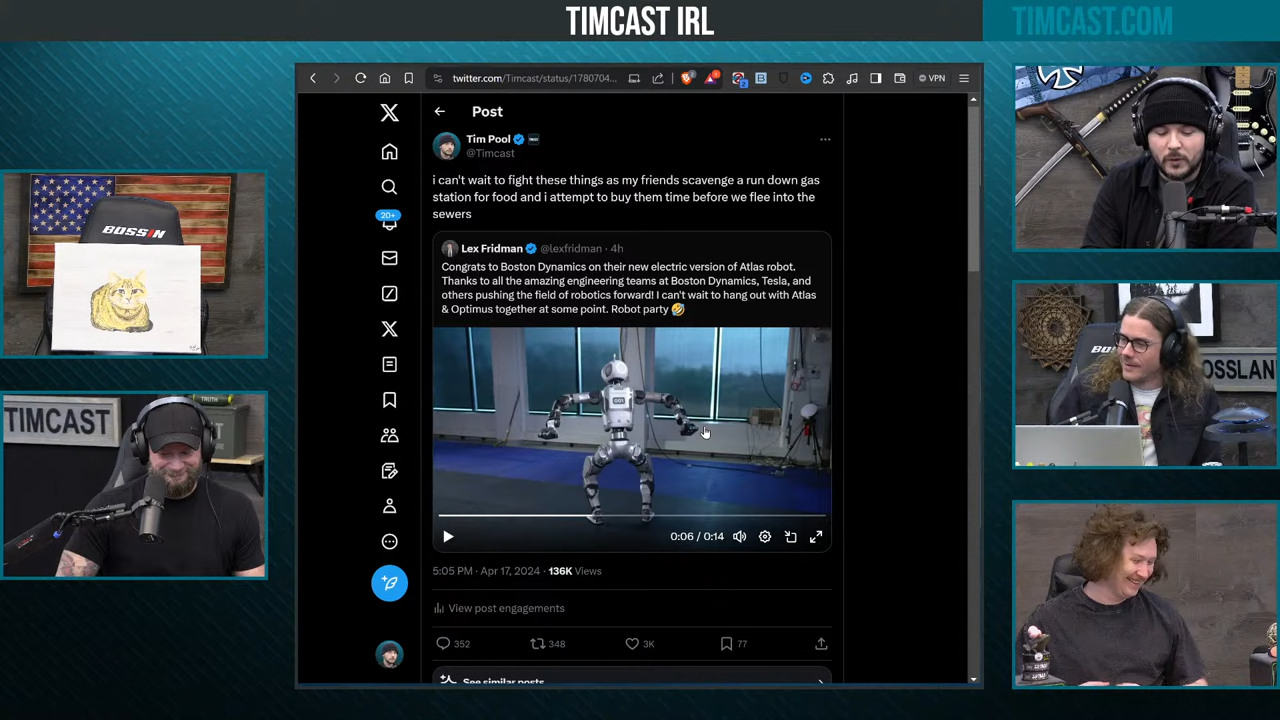 TIMCAST IRL
TIMCAST.COM
twitter.com/Timcast/status/1780704...
2
VPN
Post
Tim Pool
@Timcast
i can't wait to fight these things as my friends scavenge a run down gas
station for food and i attempt to buy them time before we flee into the
sewers
20+
Lex Fridman @lexfridman · 4h
Congrats to Boston Dynamics on their new electric version of Atlas robot.
Thanks to all the amazing engineering teams at Boston Dynamics, Tesla, and
others pushing the field of robotics forward! I can't wait to hang out with Atlas
& Optimus together at some point. Robot party 🤣
001
0:06 / 0:14
5:05 PM · Apr 17, 2024 · 136K Views
View post engagements
352
348
3K
77
See similar posts
BOSSIN
TIMCAST
TRUTH
OSSLAN